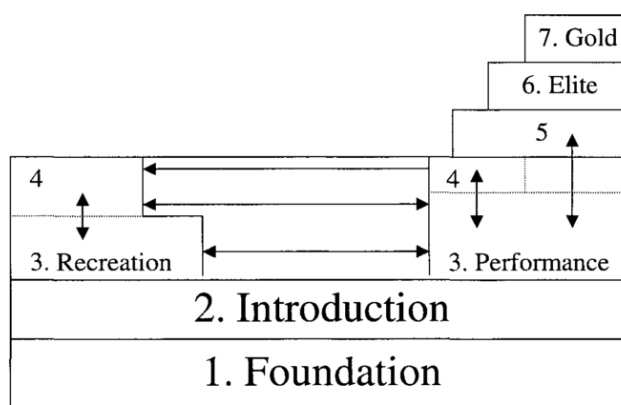 7. Gold
6. Elite
5
4
4
3. Recreation
3. Performance
2. Introduction
1. Foundation